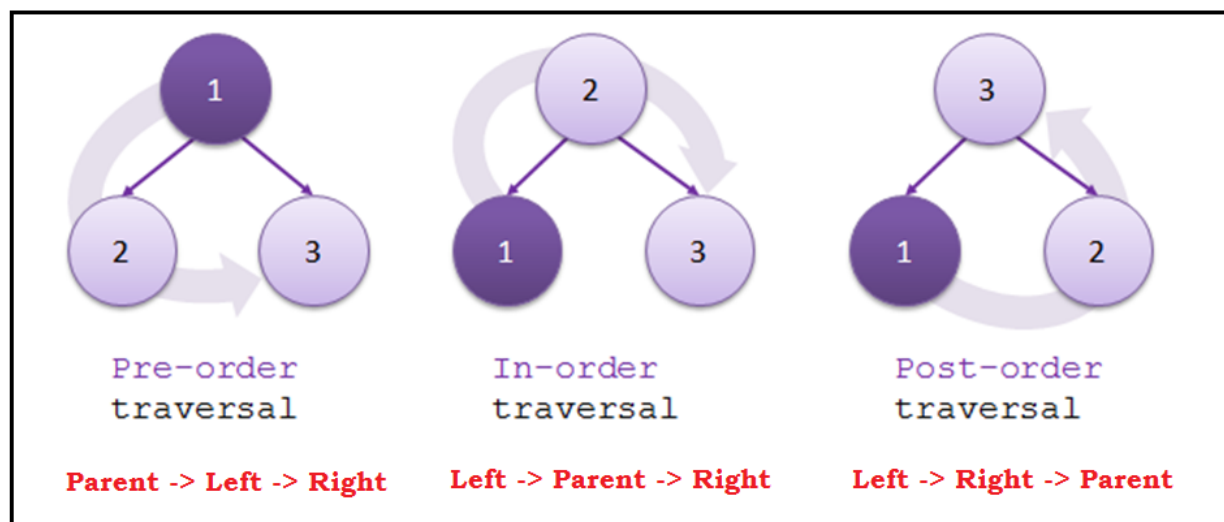 1
2
3
Pre-order
traversal
Parent -> Left -> Right
2
1
3
In-order
traversal
Left -> Parent -> Right
3
1
2
Post-order
traversal
Left -> Right -> Parent